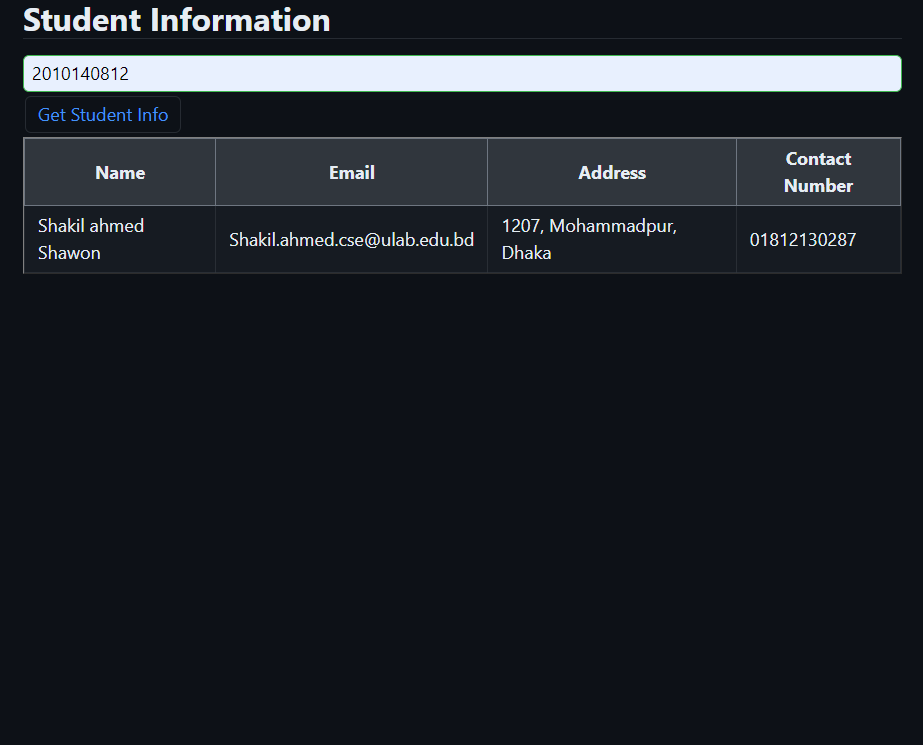 Student Information
2010140812
Get Student Info
Name Email Address Contact
Number
Shakil ahmed
Shawon
Shakil.ahmed.cse@ulab.edu.bd
1207, Mohammadpur,
Dhaka
01812130287